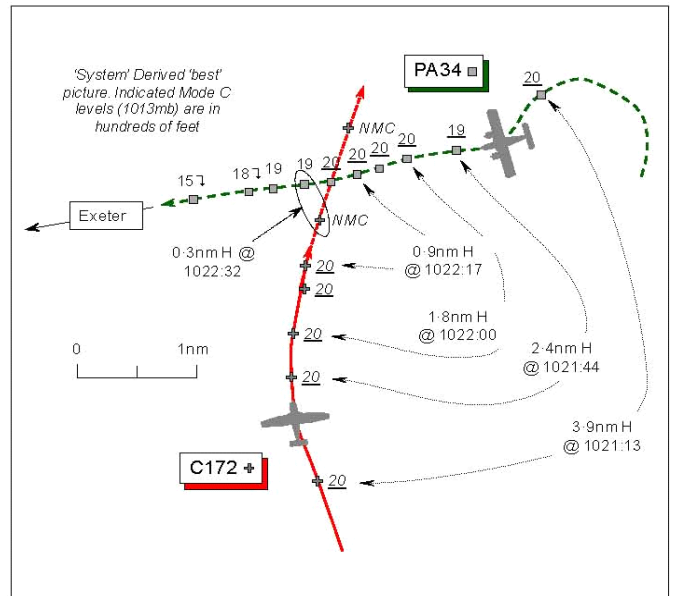 'System' Derived 'best'
picture. Indicated Mode C
levels (1013mb) are in
hundreds of feet
PA34
20
NMC
15 18 19 19 20 20 20 20 19
Exeter
NMC
0·3nm H @
1022:32
20
20
0·9nm H
@ 1022:17
1·8nm H
@ 1022:00
20
2·4nm H
@ 1021:44
0 1nm
20
3·9nm H
@ 1021:13
C172
20